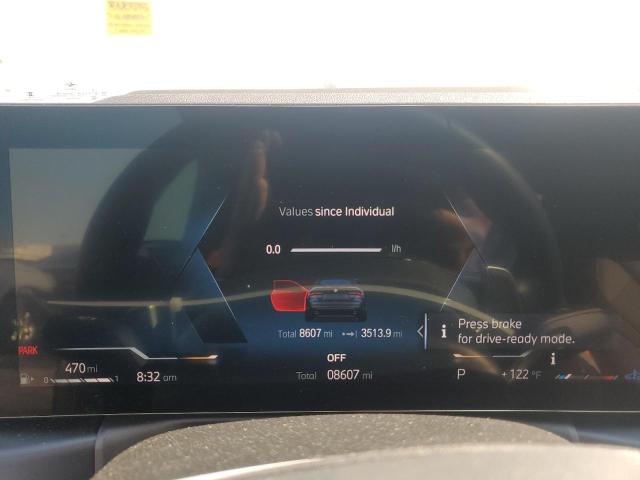 WARNING
Values since Individual
0.0 l/h
Total 8607 mi 3513.9 mi
i Press brake
for drive-ready mode.
PARK
OFF
i
470 mi
Total 08607 mi
P +122 °F
0 1
8:32 am